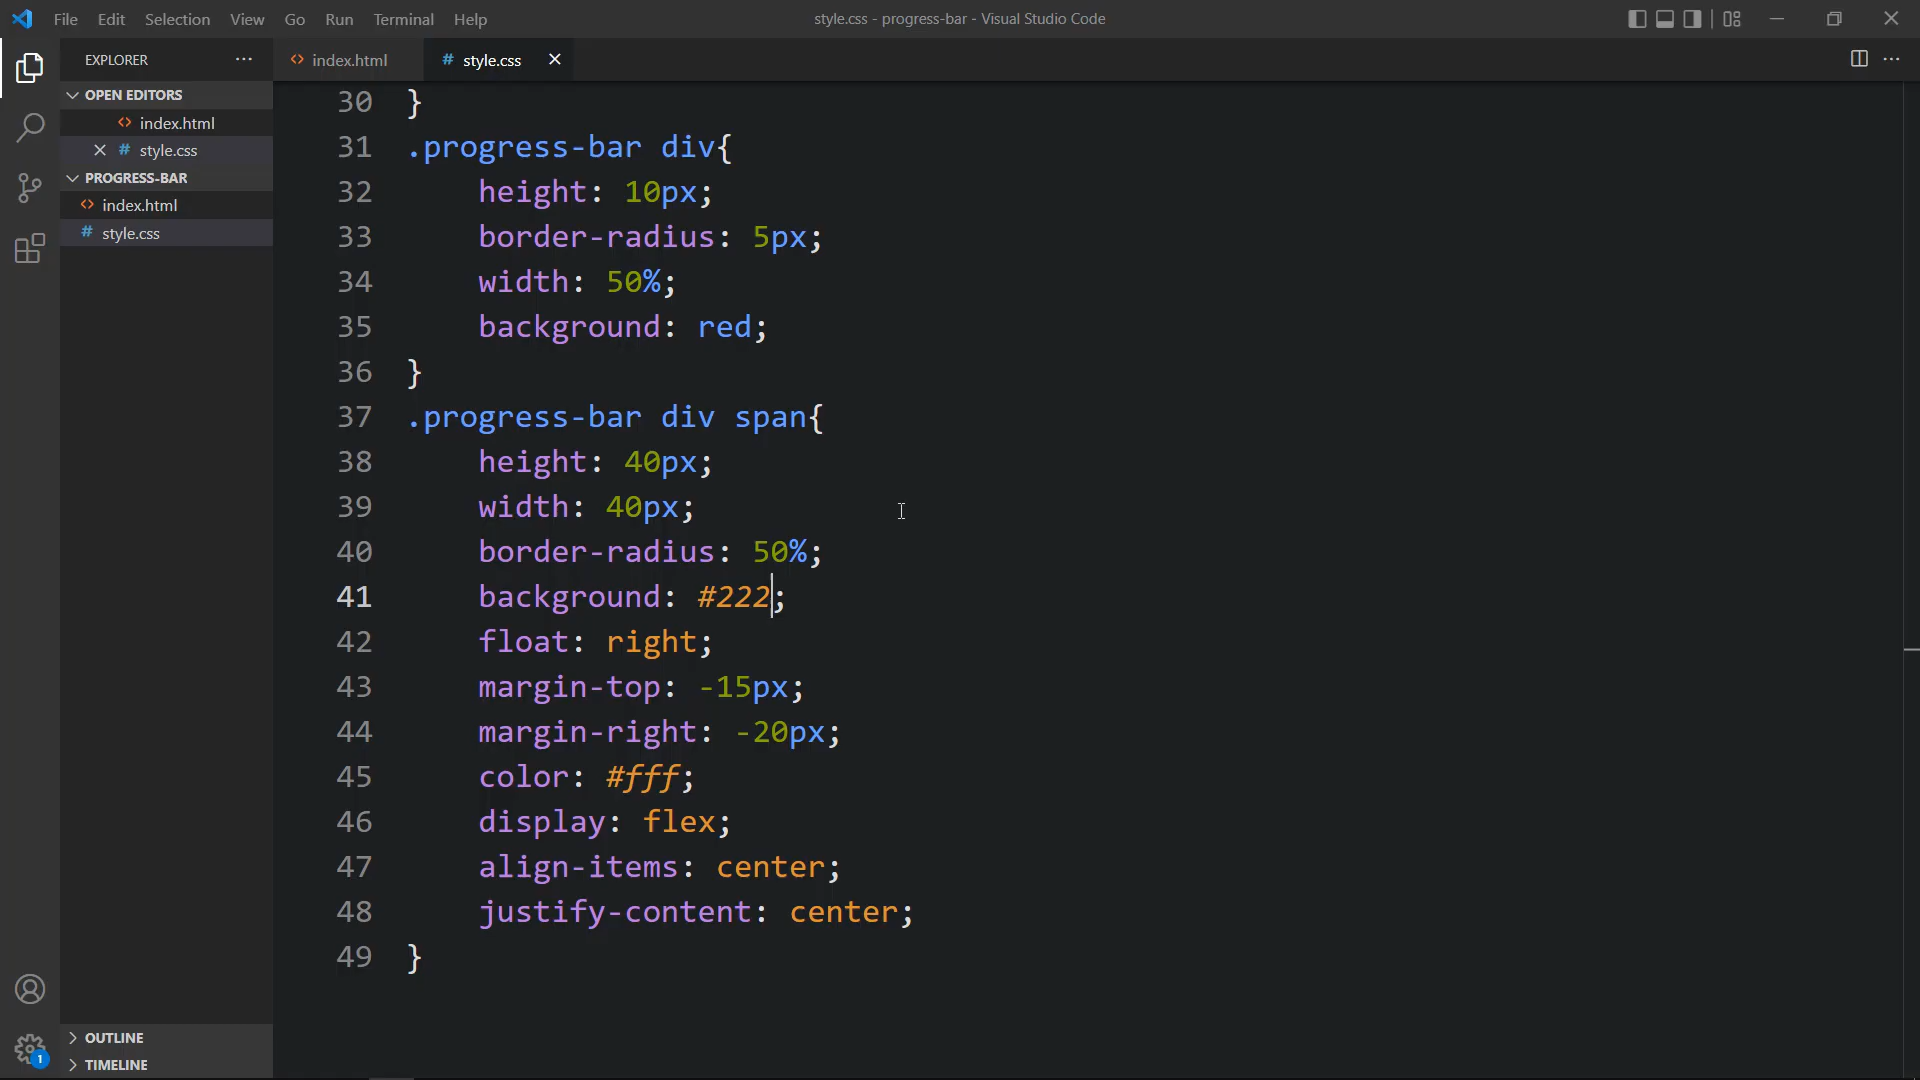 File Edit Selection View Go Run Terminal Help style.css - progress-bar - Visual Studio Code
EXPLORER ···
index.html
# style.css
OPEN EDITORS
index.html
# style.css
PROGRESS-BAR
index.html
# style.css
OUTLINE
TIMELINE
1
30 }
31 .progress-bar div{
32 height: 10px;
33 border-radius: 5px;
34 width: 50%;
35 background: red;
36 }
37 .progress-bar div span{
38 height: 40px;
39 width: 40px;
40 border-radius: 50%;
41 background: #222;
42 float: right;
43 margin-top: -15px;
44 margin-right: -20px;
45 color: #fff;
46 display: flex;
47 align-items: center;
48 justify-content: center;
49 }